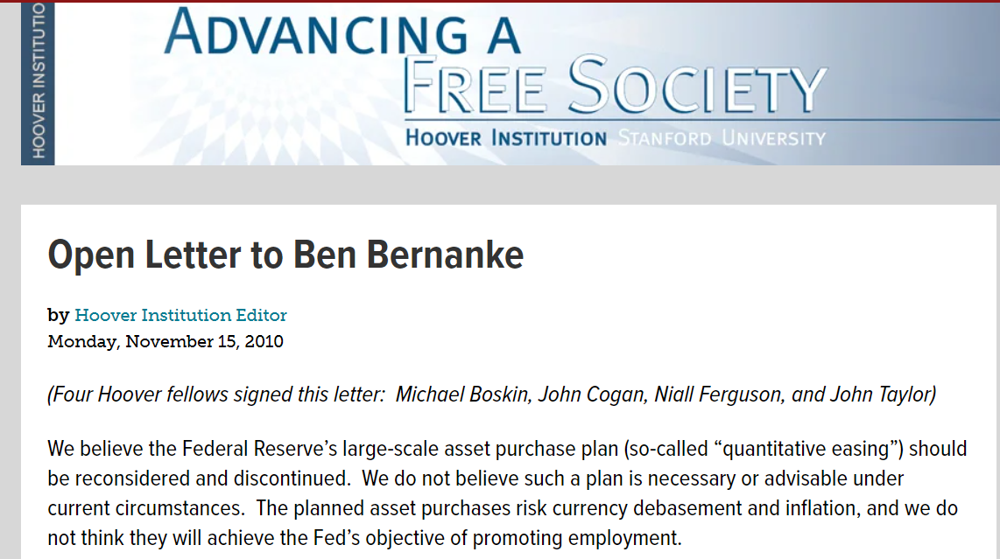 HOOVER INSTITUTIO
ADVANCING A
FREE SOCIETY
HOOVER INSTITUTION STANFORD UNIVERSITY
Open Letter to Ben Bernanke
by Hoover Institution Editor
Monday, November 15, 2010
(Four Hoover fellows signed this letter:  Michael Boskin, John Cogan, Niall Ferguson, and John Taylor)
We believe the Federal Reserve’s large-scale asset purchase plan (so-called “quantitative easing”) should
be reconsidered and discontinued.  We do not believe such a plan is necessary or advisable under
current circumstances.  The planned asset purchases risk currency debasement and inflation, and we do
not think they will achieve the Fed’s objective of promoting employment.